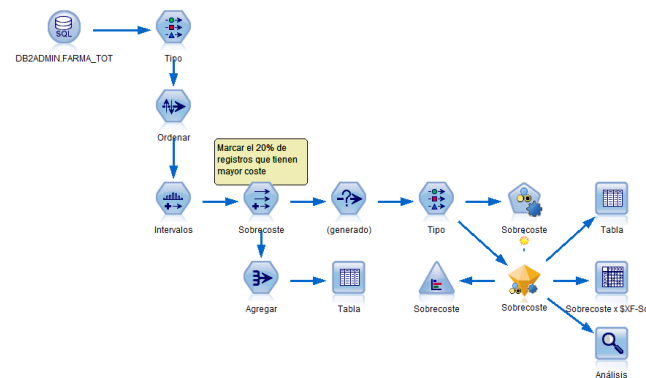 SQL
DB2ADMIN.FARMA_TOT
Tipo
Ordenar
Marcar el 20% de
registros que tienen
mayor coste
Intervalos
Sobrecoste
(generado)
Tipo
Sobrecoste
Tabla
Agregar
Tabla
Sobrecoste
Sobrecoste
Sobrecoste x $XF-So
Análisis